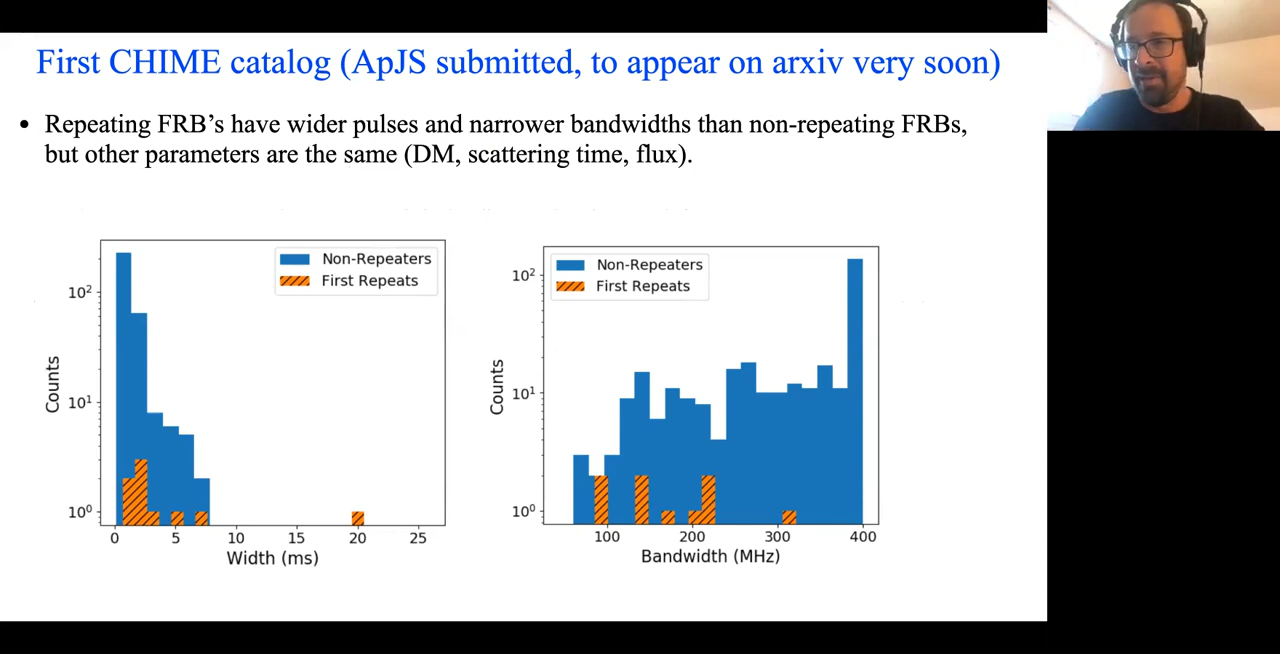 First CHIME catalog (ApJS submitted, to appear on arxiv very soon)
• Repeating FRB’s have wider pulses and narrower bandwidths than non-repeating FRBs,
but other parameters are the same (DM, scattering time, flux).
Non-Repeaters
First Repeats
Counts
10²
10¹
10⁰
0 5 10 15 20 25
Width (ms)
Non-Repeaters
First Repeats
Counts
10²
10¹
10⁰
100 200 300 400
Bandwidth (MHz)